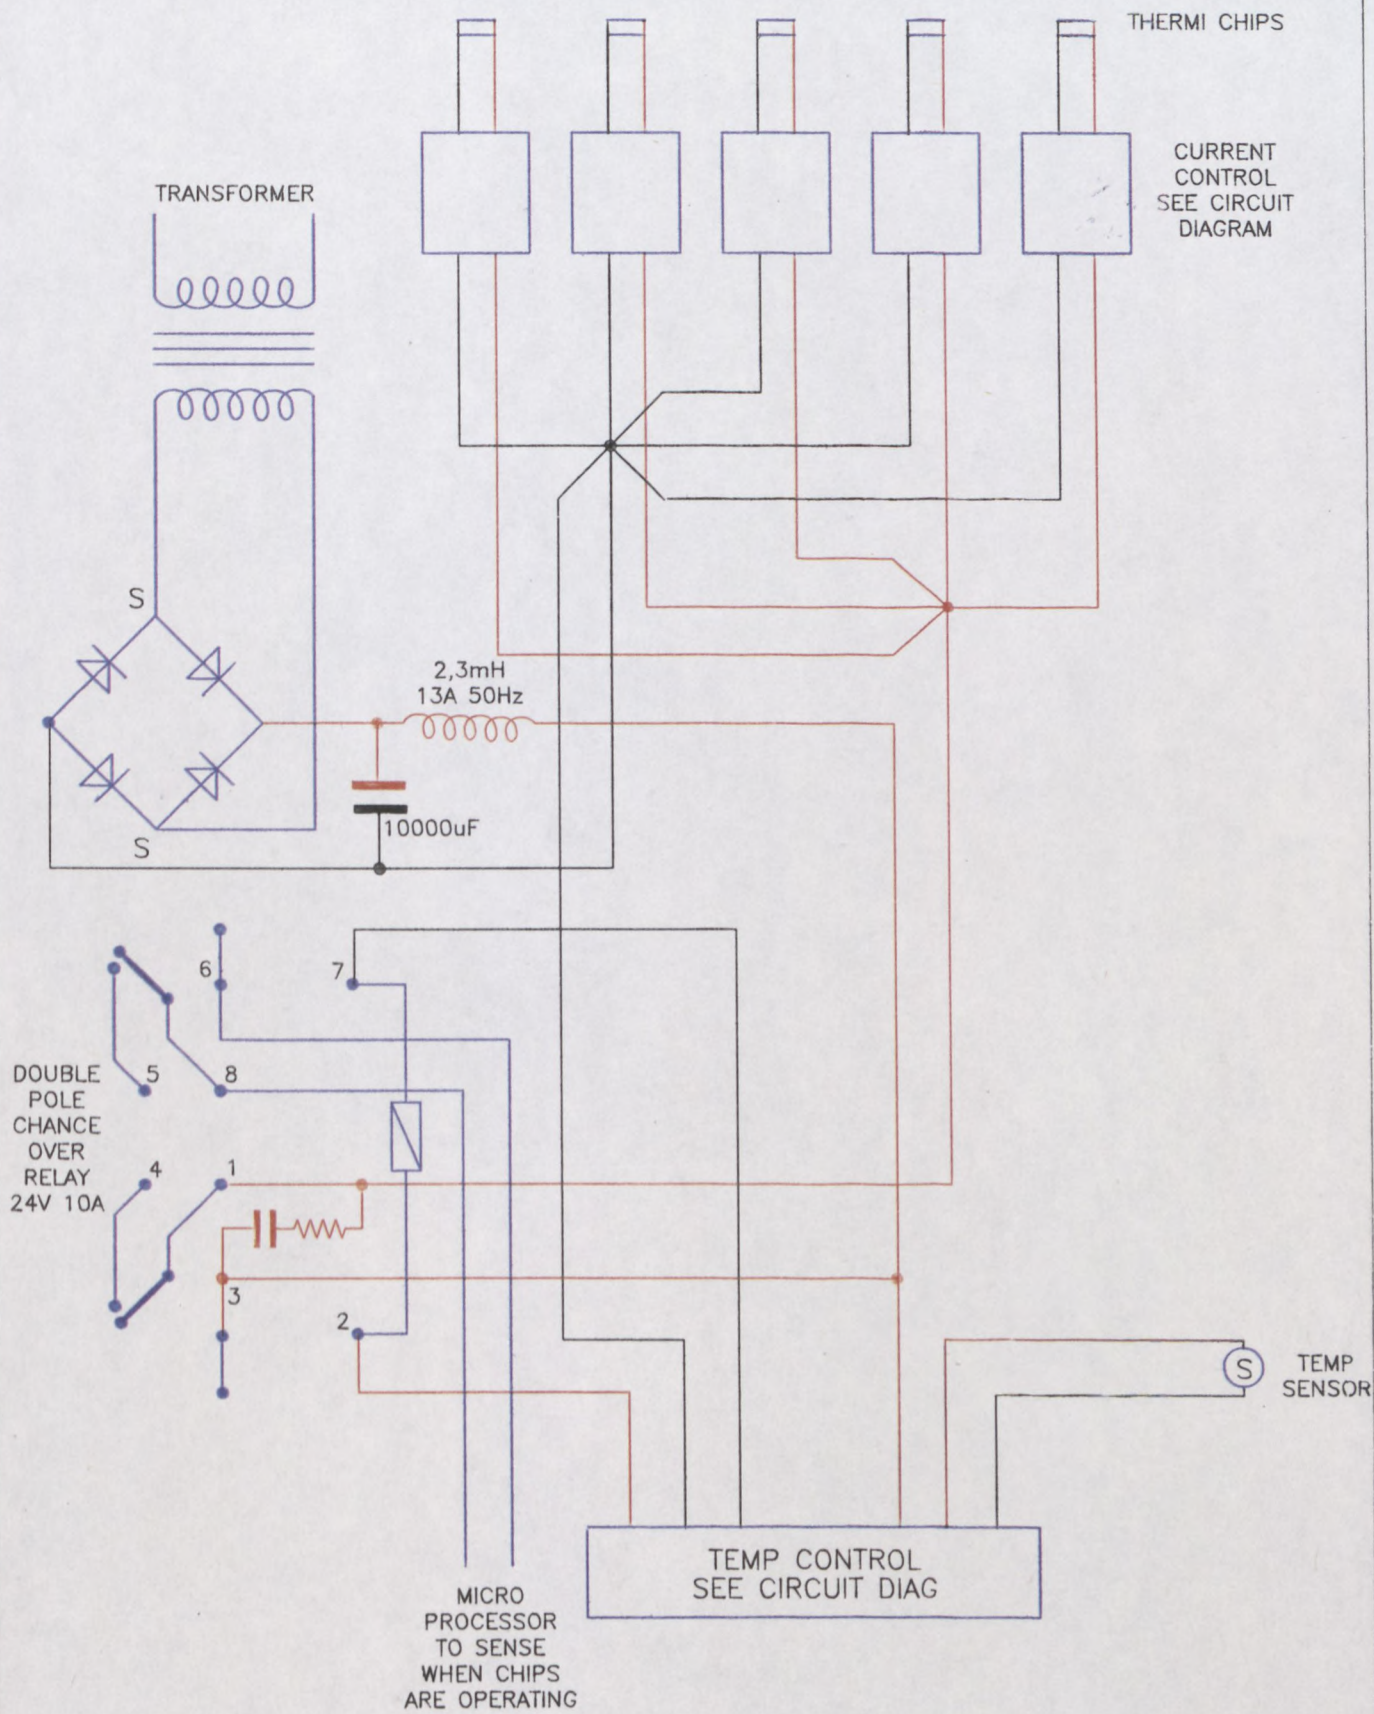 THERMI CHIPS
CURRENT
CONTROL
SEE CIRCUIT
DIAGRAM
TRANSFORMER
S
2,3mH
13A 50Hz
10000uF
S
6
7
5
8
DOUBLE
POLE
CHANCE
OVER
RELAY
24V 10A
4
1
3
2
S
TEMP
SENSOR
TEMP CONTROL
SEE CIRCUIT DIAG
MICRO
PROCESSOR
TO SENSE
WHEN CHIPS
ARE OPERATING